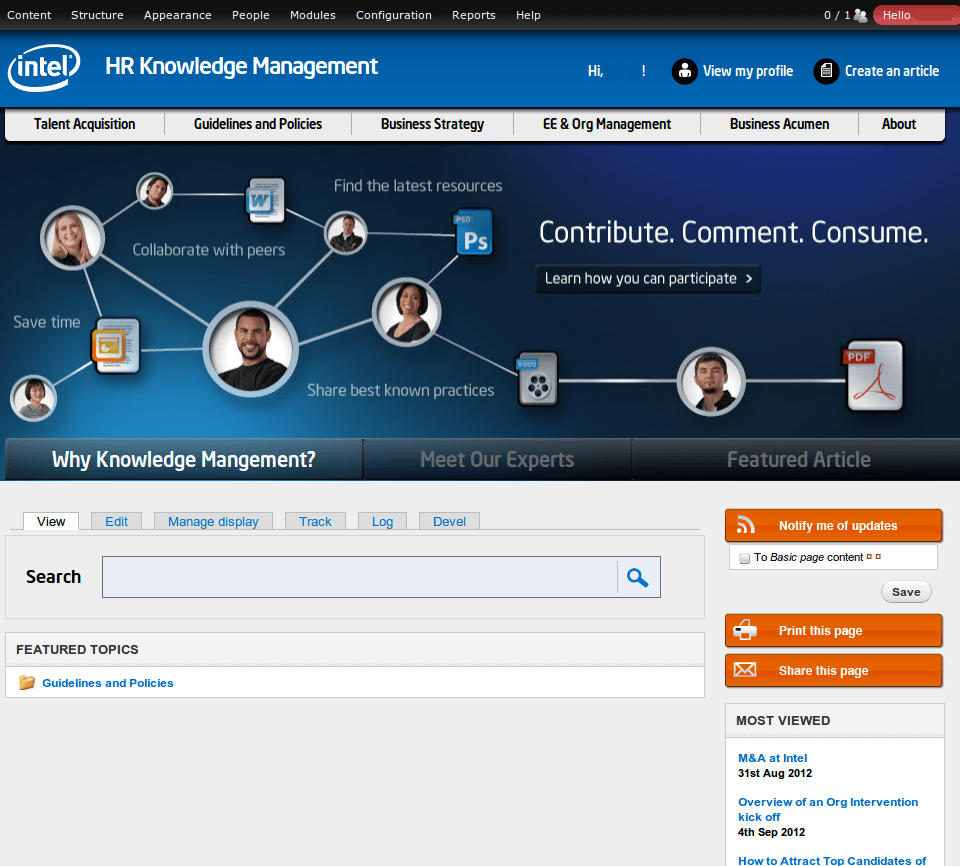 Content Structure Appearance People Modules Configuration Reports Help 0 / 1 Hello
intel HR Knowledge Management Hi, ! View my profile Create an article
Talent Acquisition Guidelines and Policies Business Strategy EE & Org Management Business Acumen About
Find the latest resources
W
PSD
Ps
Collaborate with peers
Contribute. Comment. Consume.
Learn how you can participate >
Save time
VIDEO
PDF
Share best known practices
Why Knowledge Mangement? Meet Our Experts Featured Article
View Edit Manage display Track Log Devel
Search
FEATURED TOPICS
Guidelines and Policies
Notify me of updates
To Basic page content ¤ ¤
Save
Print this page
Share this page
MOST VIEWED
M&A at Intel
31st Aug 2012
Overview of an Org Intervention
kick off
4th Sep 2012
How to Attract Top Candidates of